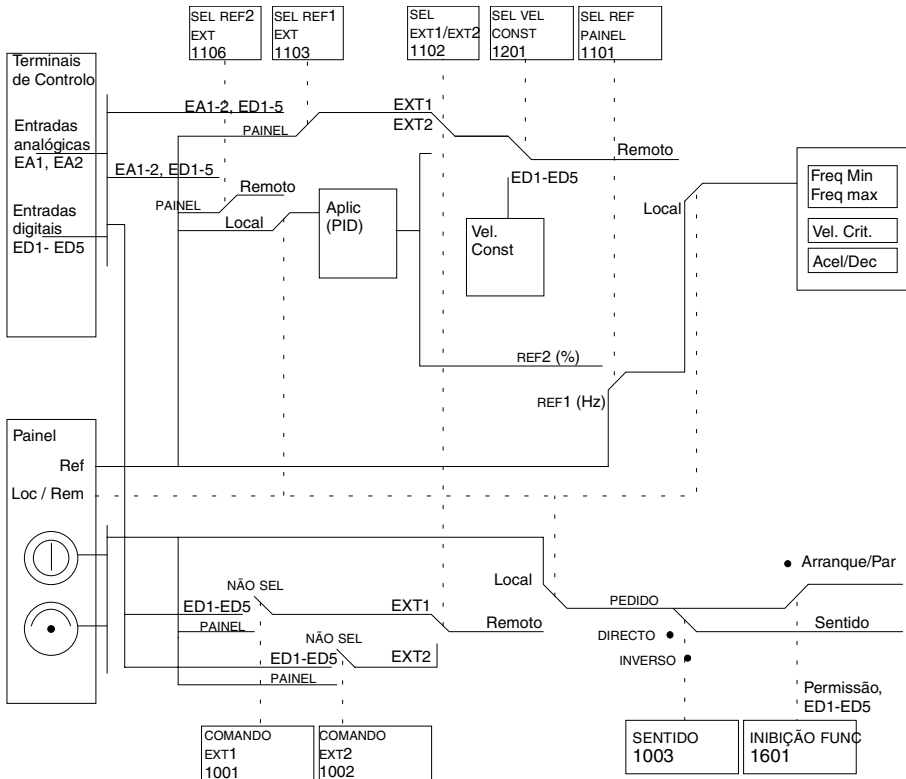 SEL REF2
EXT
1106
SEL REF1
EXT
1103
SEL
EXT1/EXT2
1102
SEL VEL
CONST
1201
SEL REF
PAINEL
1101
Terminais
de Controlo
Entradas
analógicas
EA1, EA2
Entradas
digitais
ED1- ED5
EA1-2, ED1-5
PAINEL
EXT1
EXT2
Remoto
EA1-2, ED1-5
Remoto
PAINEL
Local
Aplic
(PID)
ED1-ED5
Vel.
Const
Local
Freq Min
Freq max
Vel. Crit.
Acel/Dec
REF2 (%)
REF1 (Hz)
Painel
Ref
Loc / Rem
NÃO SEL
ED1-ED5
PAINEL
EXT1
NÃO SEL
ED1-ED5
PAINEL
EXT2
Local
Remoto
PEDIDO
Arranque/Par
Sentido
DIRECTO
INVERSO
Permissão,
ED1-ED5
COMANDO
EXT1
1001
COMANDO
EXT2
1002
SENTIDO
1003
INIBIÇÃO FUNC
1601